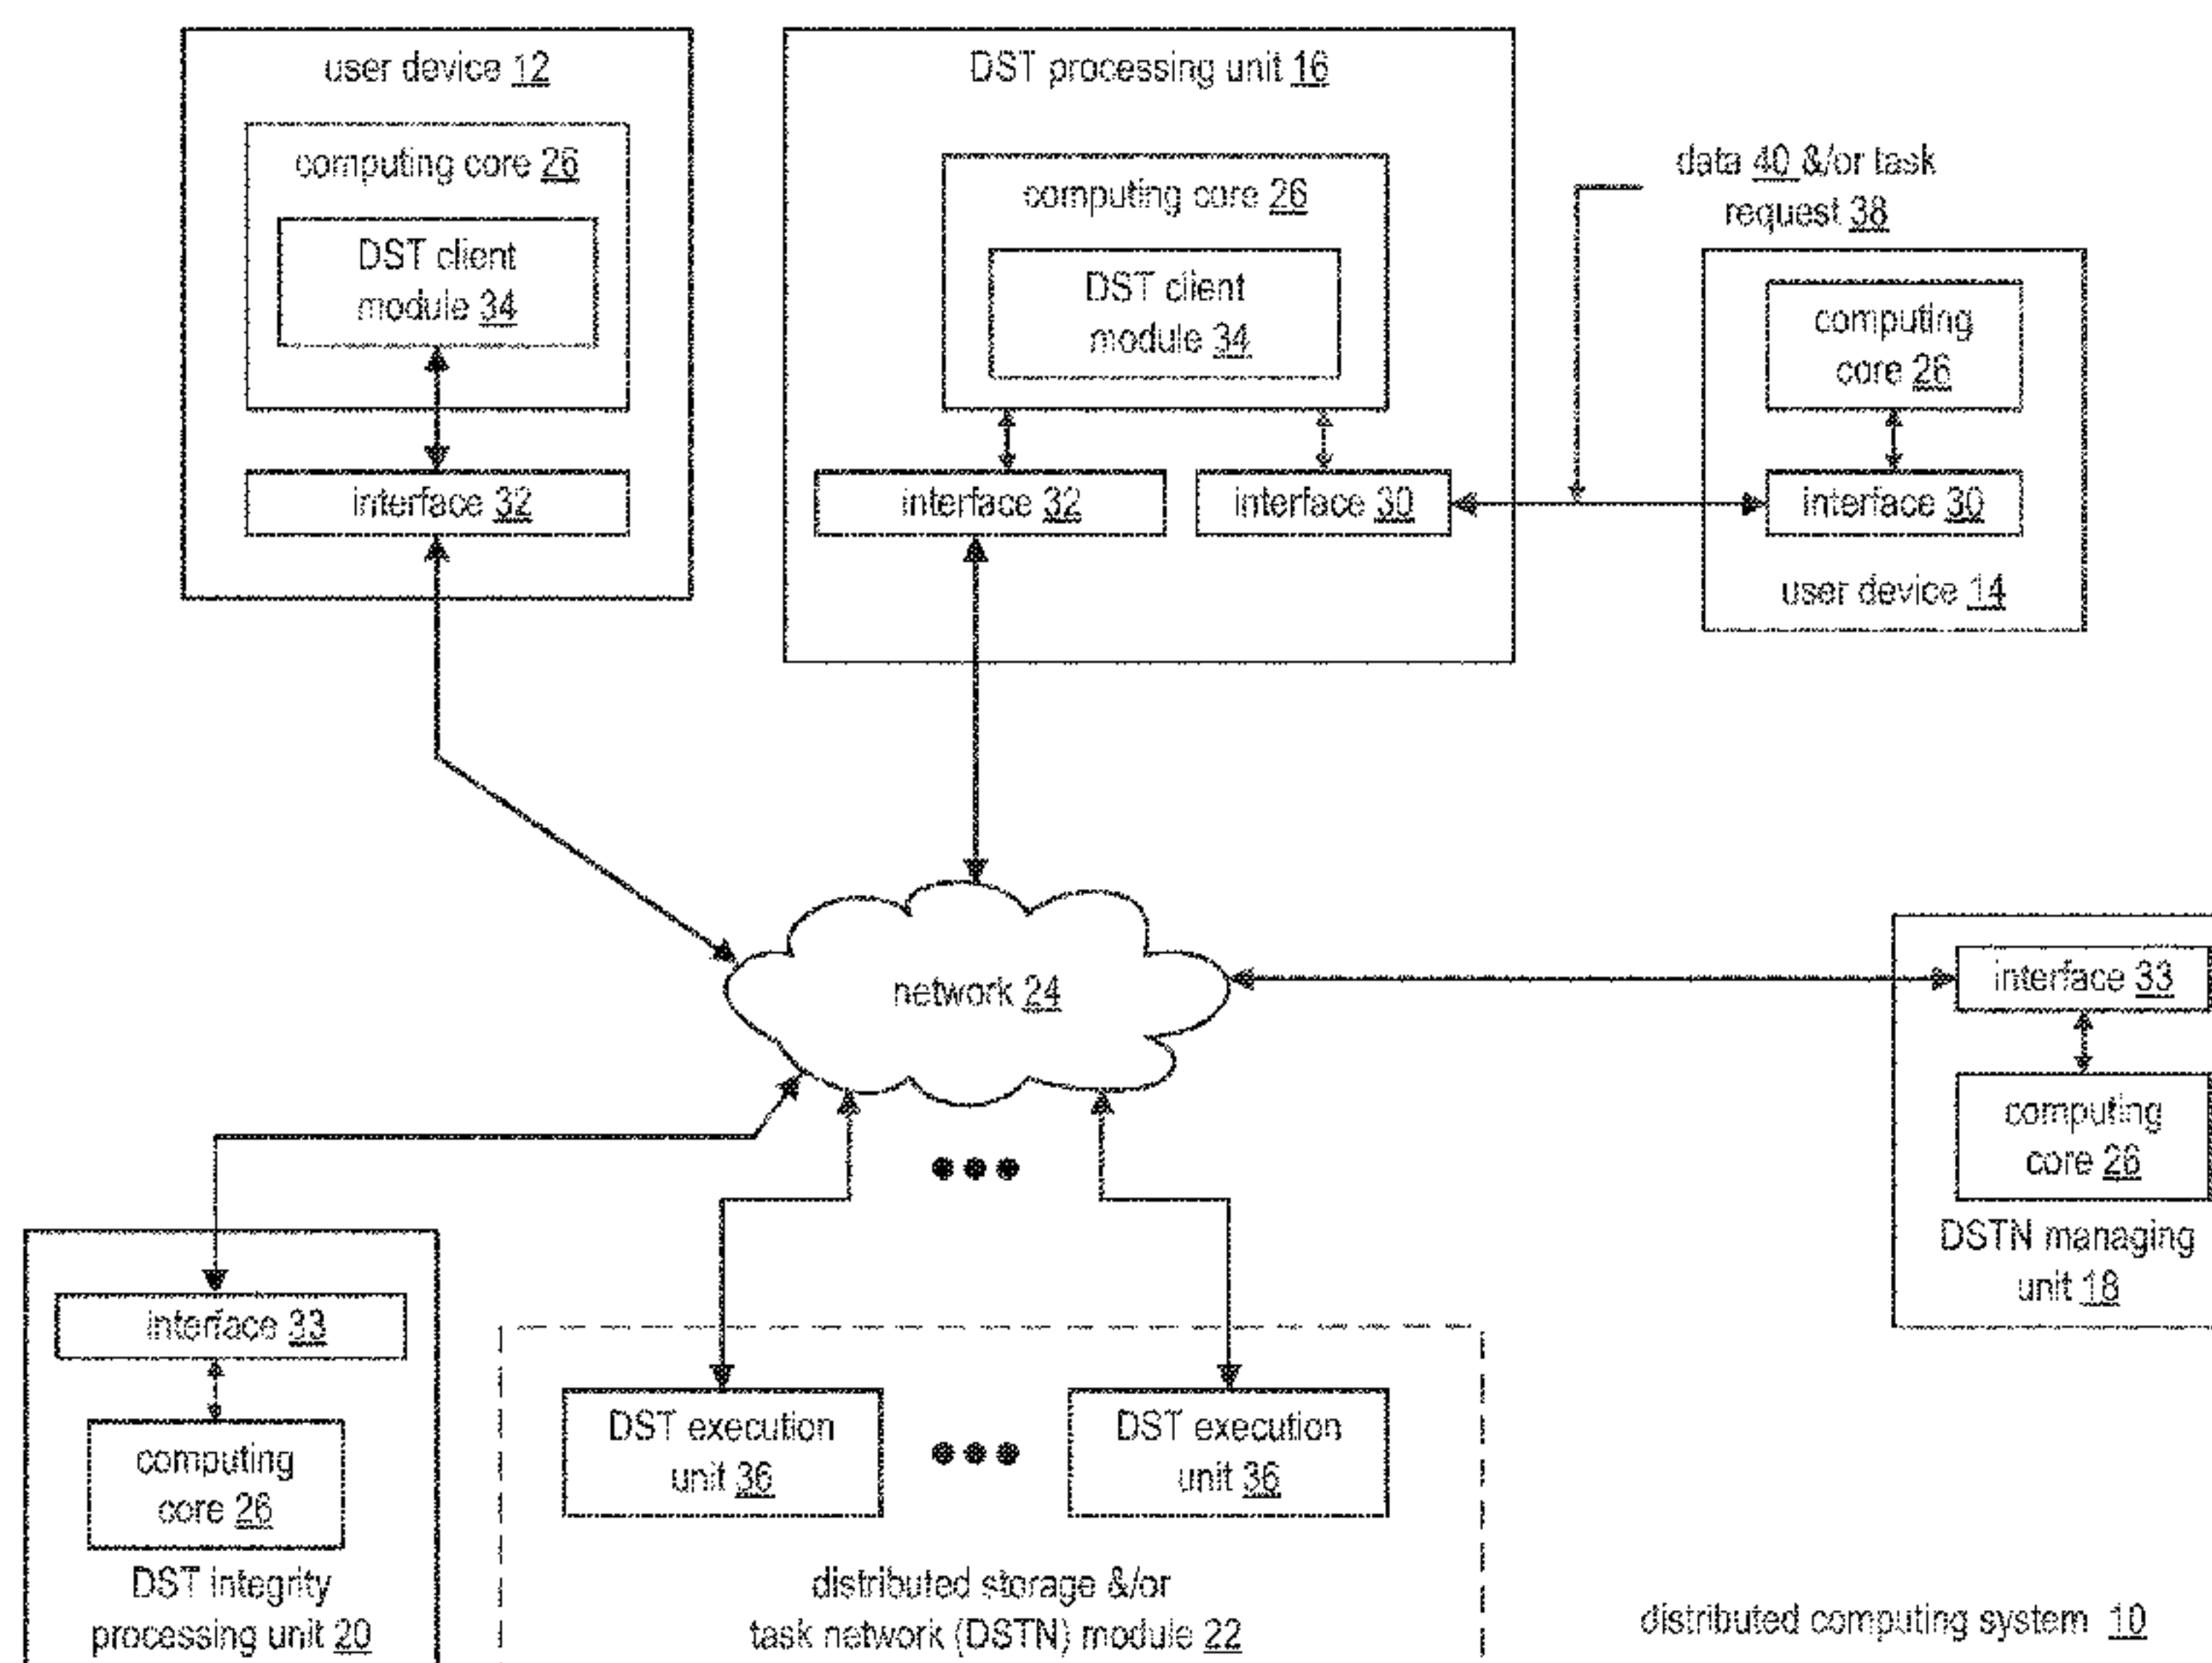 user device 12
computing core 26
DST client
module 34
interface 32
DST processing unit 16
computing core 26
DST client
module 34
interface 32
interface 30
data 40 &/or task
request 38
computing
core 26
interface 30
user device 14
network 24
interface 33
computing
core 26
DSTN managing
unit 18
interface 33
computing
core 26
DST integrity
processing unit 20
DST execution
unit 36
DST execution
unit 36
distributed storage &/or
task network (DSTN) module 22
distributed computing system 10